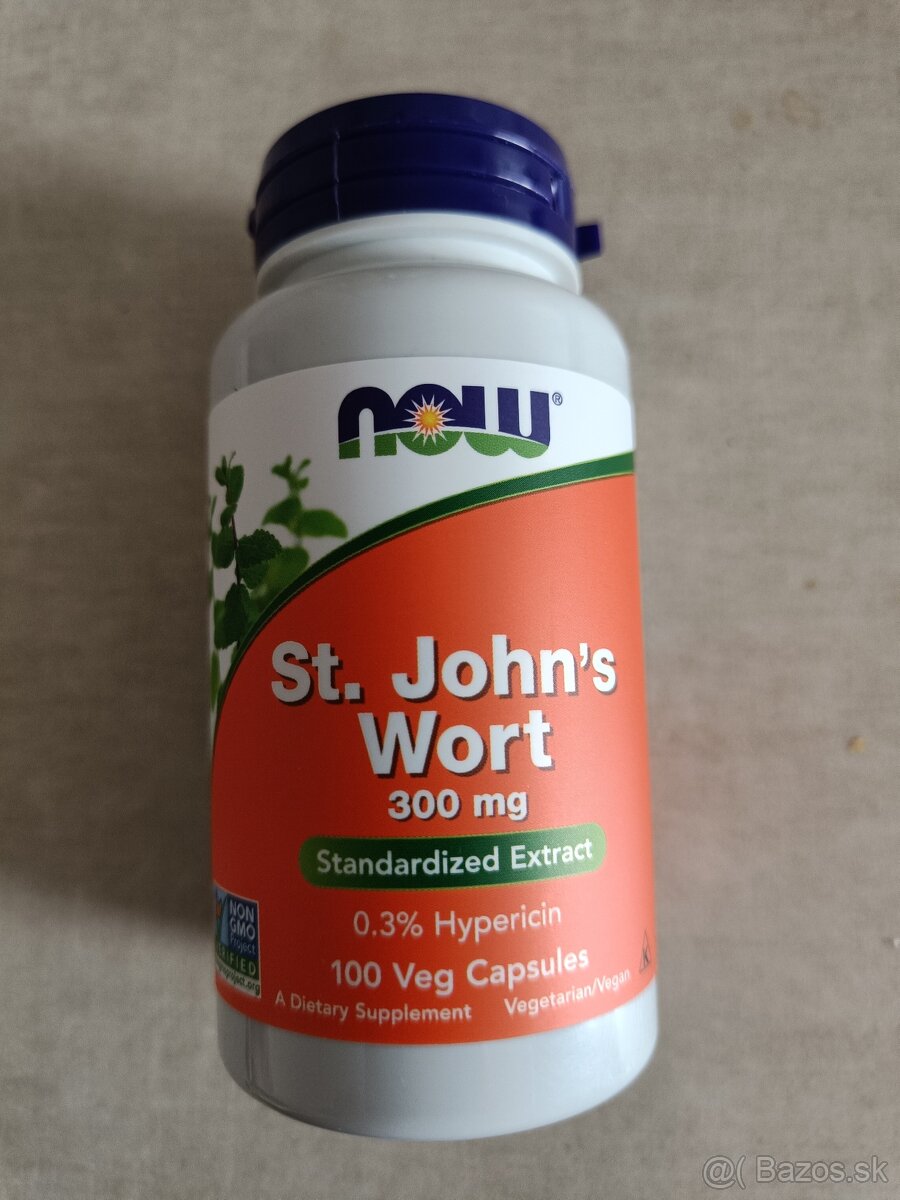 now®
St. John's
Wort
300 mg
Standardized Extract
0.3% Hypericin
100 Veg Capsules
A Dietary Supplement Vegetarian/Vegan
NON
GMO
Project
@( Bazos.sk